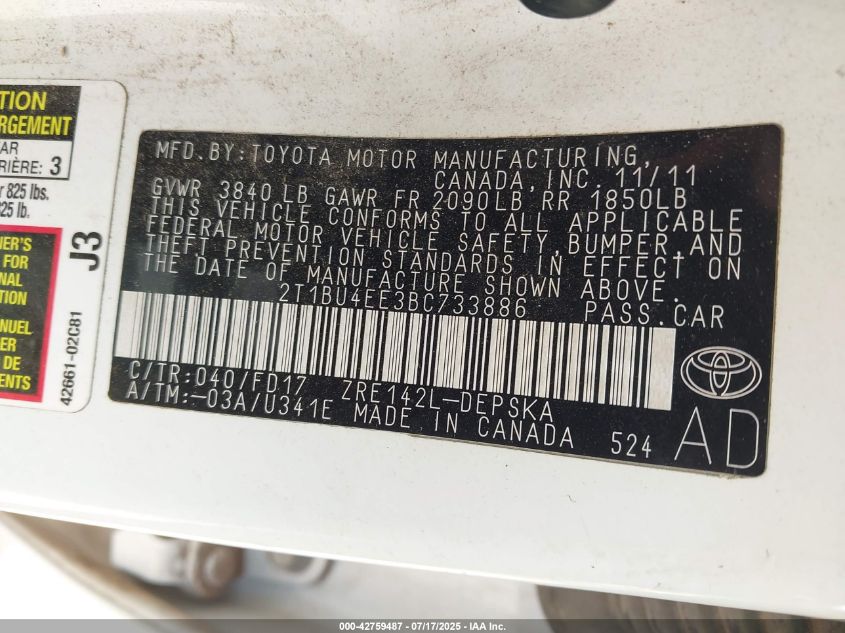 TION
RGEMENT
AR
RIÈRE: 3
r 825 lbs.
825 lb.
J3
NER'S
FOR
NAL
TION
NUEL
ER
DE
ENTS
42661-02C81
MFD.BY:TOYOTA MOTOR MANUFACTURING,
CANADA,INC. 11/11
GVWR 3840 LB GAWR FR 2090LB RR 1850LB
THIS VEHICLE CONFORMS TO ALL APPLICABLE
FEDERAL MOTOR VEHICLE SAFETY,BUMPER,AND
THEFT PREVENTION STANDARDS IN EFFECT ON
THE DATE OF MANUFACTURE SHOWN ABOVE.
2T1BU4EE3BC733886 PASS.CAR
C/TR:040/FD17 ZRE142L-DEPSKA
A/TM:-03A/U341E MADE IN CANADA 524
AD
TOYOTA
000-42759487 - 07/17/2025 - IAA Inc.